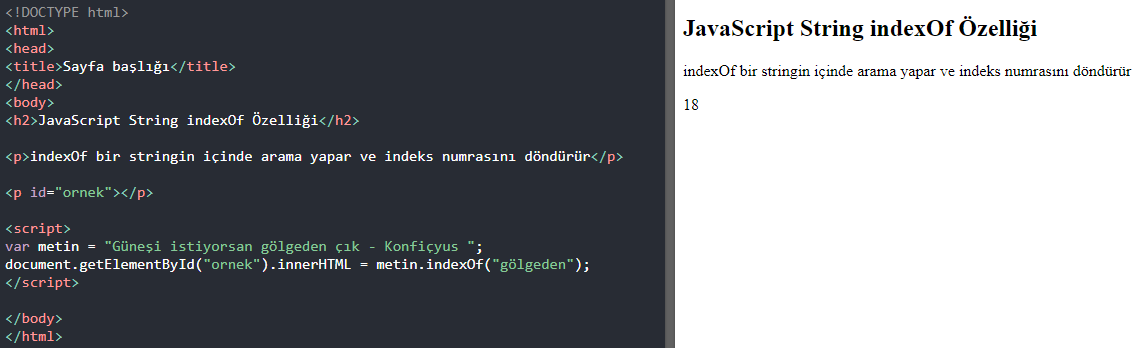 <!DOCTYPE html>
<html>
<head>
<title>Sayfa başlığı</title>
</head>
<body>
<h2>JavaScript String indexOf Özelliği</h2>
<p>indexOf bir stringin içinde arama yapar ve indeks numrasını döndürür</p>
<p id="ornek"></p>
<script>
var metin = "Güneşi istiyorsan gölgeden çık - Konfiçyus ";
document.getElementById("ornek").innerHTML = metin.indexOf("gölgeden");
</script>
</body>
</html>
JavaScript String indexOf Özelliği
indexOf bir stringin içinde arama yapar ve indeks numrasını döndürür
18